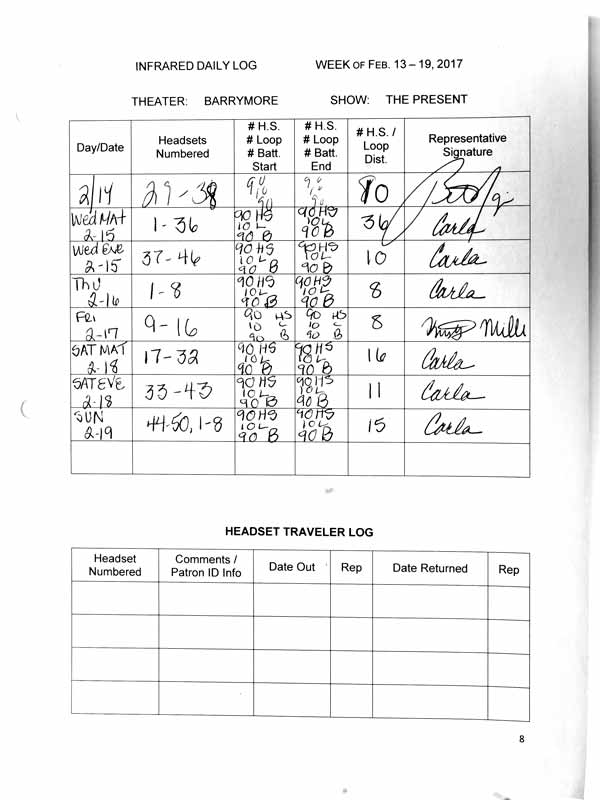 INFRARED DAILY LOG WEEK OF FEB. 13 – 19, 2017
THEATER: BARRYMORE SHOW: THE PRESENT
Day/Date Headsets Numbered # H.S. # Loop # Batt. Start # H.S. # Loop # Batt. End # H.S. / Loop Dist. Representative Signature
2/14 29-38 90 10 90 90 10 90 10
Wed MAT 2-15 1-36 90 HS 10 L 90 B 90 HS 10 L 90 B 36 Carla
Wed EVE 2-15 37-46 90 HS 10 L 90 B 90 HS 10 L 90 B 10 Carla
THU 2-16 1-8 90 HS 10 L 90 B 90 HS 10 L 90 B 8 Carla
FRI 2-17 9-16 90 HS 10 L 90 B 90 HS 10 L 90 B 8
SAT MAT 2-18 17-32 90 HS 10 L 90 B 90 HS 10 L 90 B 16 Carla
SAT EVE 2-18 33-43 90 HS 10 L 90 B 90 HS 10 L 90 B 11 Carla
SUN 2-19 44-50, 1-8 90 HS 10 L 90 B 90 HS 10 L 90 B 15 Carla
HEADSET TRAVELER LOG
Headset Numbered Comments / Patron ID Info Date Out Rep Date Returned Rep
8